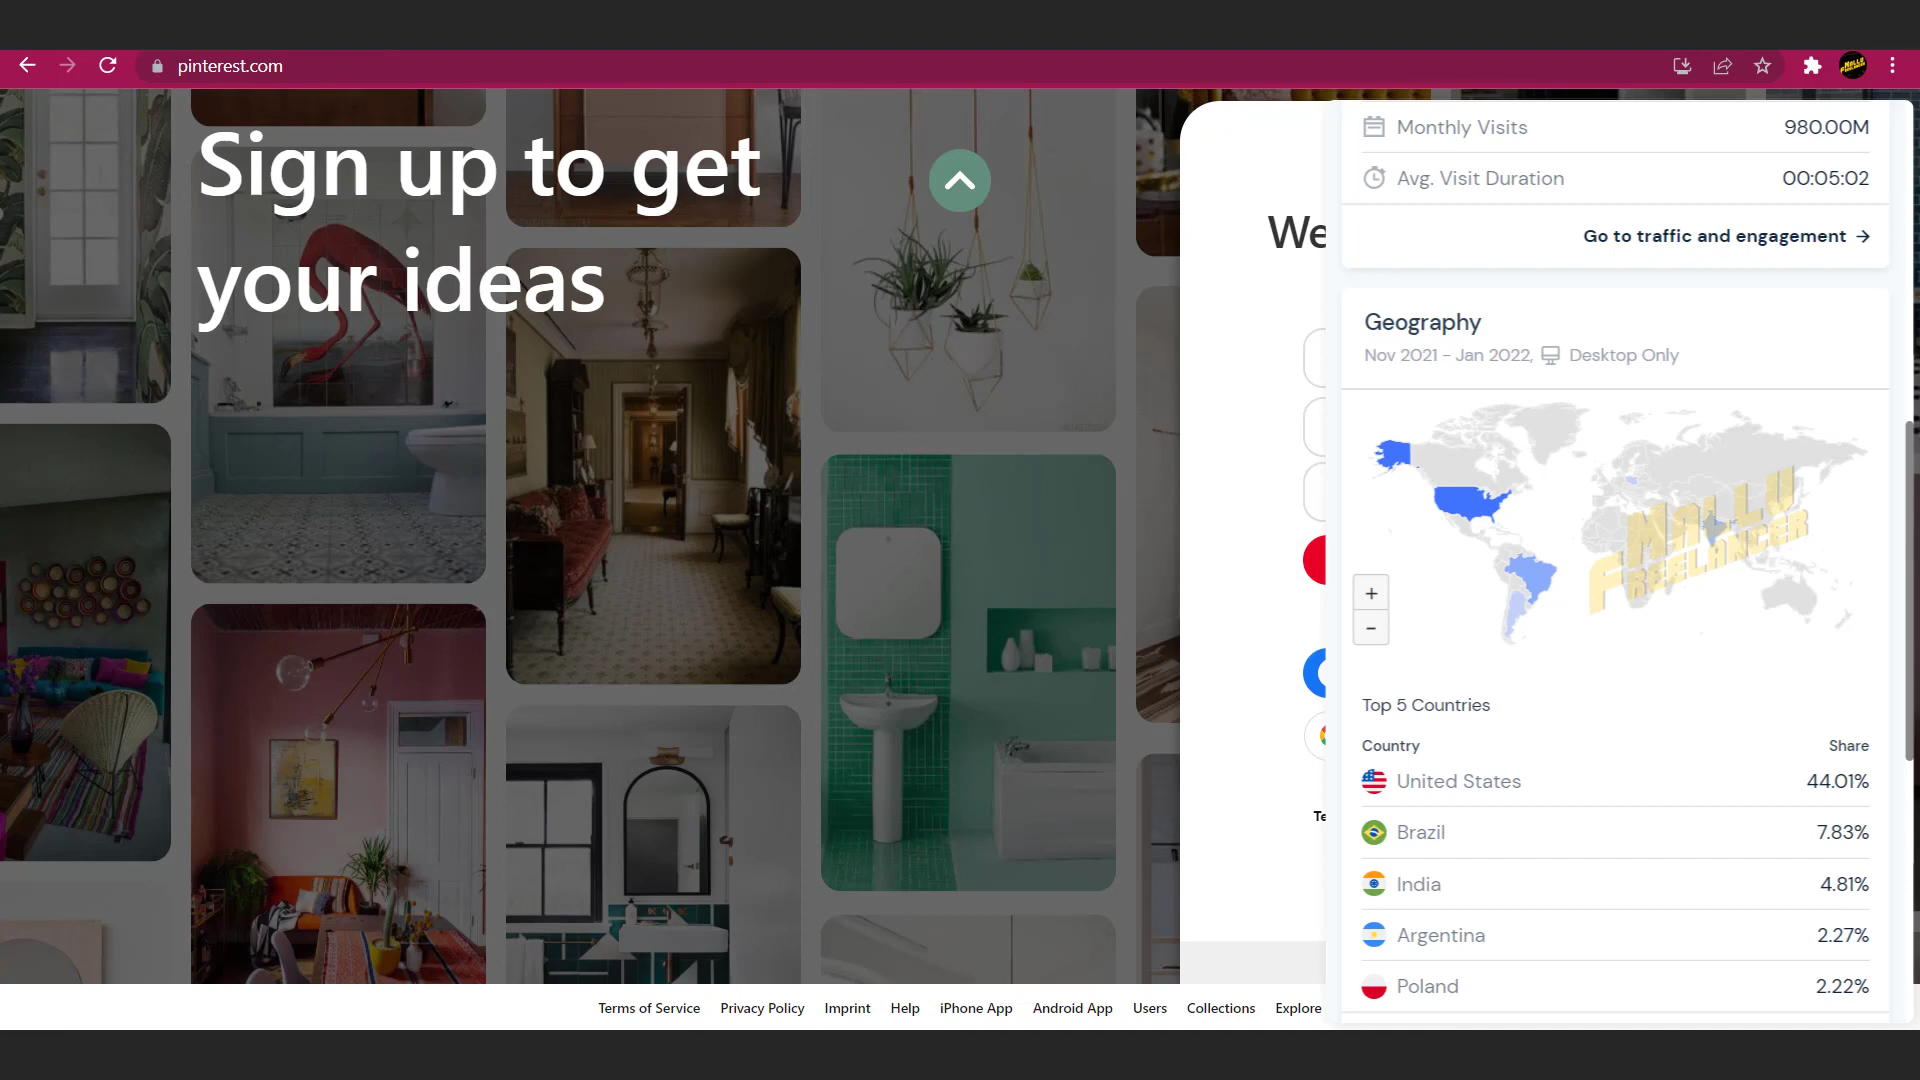 pinterest.com
Sign up to get
your ideas
We
Te
Monthly Visits 980.00M
Avg. Visit Duration 00:05:02
Go to traffic and engagement →
Geography
Nov 2021 - Jan 2022, Desktop Only
MALLU
FREELANCER
+
−
Top 5 Countries
Country Share
United States 44.01%
Brazil 7.83%
India 4.81%
Argentina 2.27%
Poland 2.22%
Terms of Service Privacy Policy Imprint Help iPhone App Android App Users Collections Explore